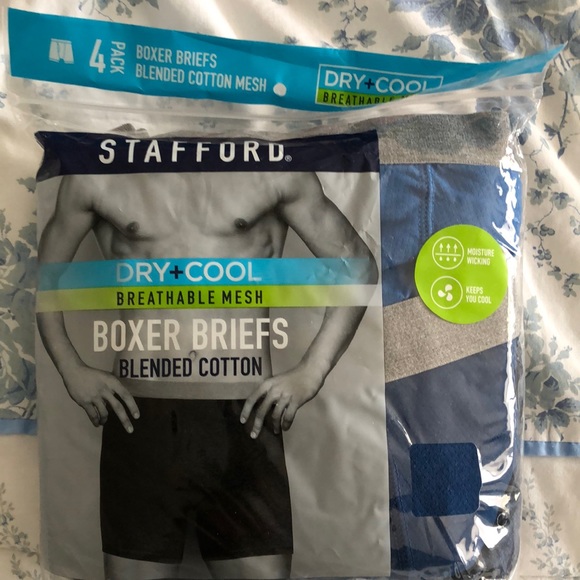 4 PACK
BOXER BRIEFS
BLENDED COTTON MESH
DRY+COOL
BREATHABLE
STAFFORD®
DRY+COOL
BREATHABLE MESH
BOXER BRIEFS
BLENDED COTTON
MOISTURE
WICKING
KEEPS
YOU COOL